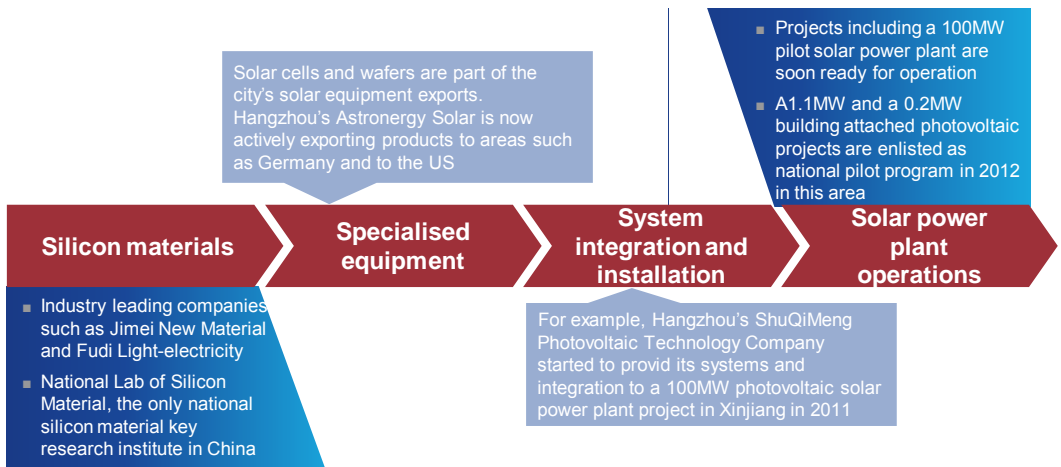 ■ Projects including a 100MW
pilot solar power plant are
soon ready for operation
■ A1.1MW and a 0.2MW
building attached photovoltaic
projects are enlisted as
national pilot program in 2012
in this area
Solar cells and wafers are part of the
city's solar equipment exports.
Hangzhou's Astronergy Solar is now
actively exporting products to areas such
as Germany and to the US
Silicon materials
Specialised
equipment
System
integration and
installation
Solar power
plant
operations
■ Industry leading companies
such as Jimei New Material
and Fudi Light-electricity
■ National Lab of Silicon
Material, the only national
silicon material key
research institute in China
For example, Hangzhou's ShuQiMeng
Photovoltaic Technology Company
started to provid its systems and
integration to a 100MW photovoltaic solar
power plant project in Xinjiang in 2011